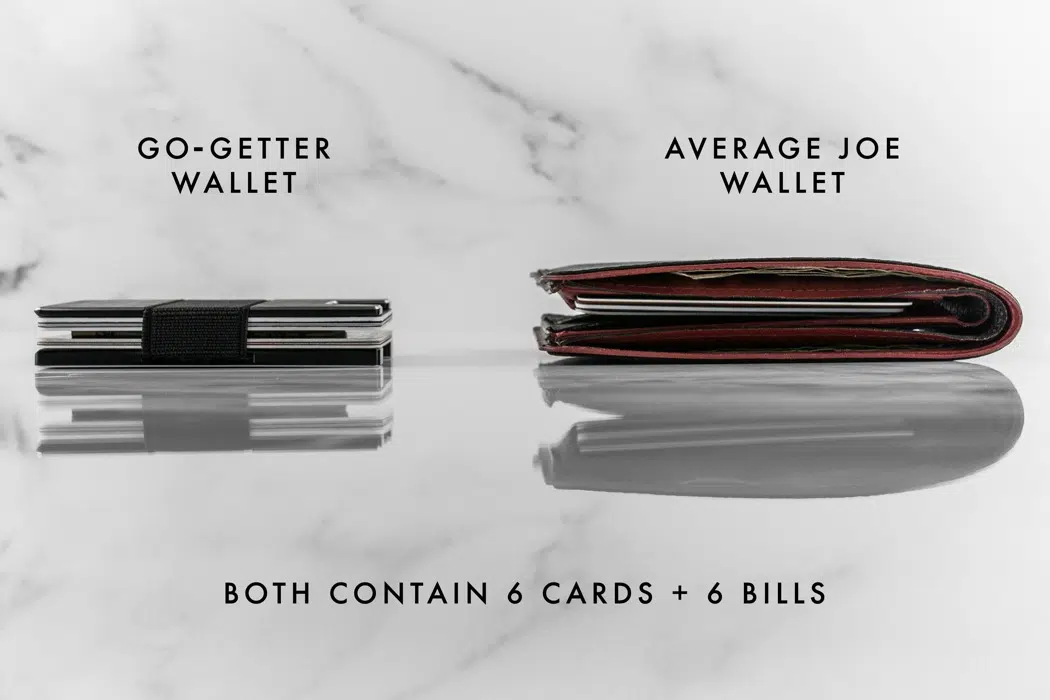 GO-GETTER
WALLET
AVERAGE JOE
WALLET
BOTH CONTAIN 6 CARDS + 6 BILLS